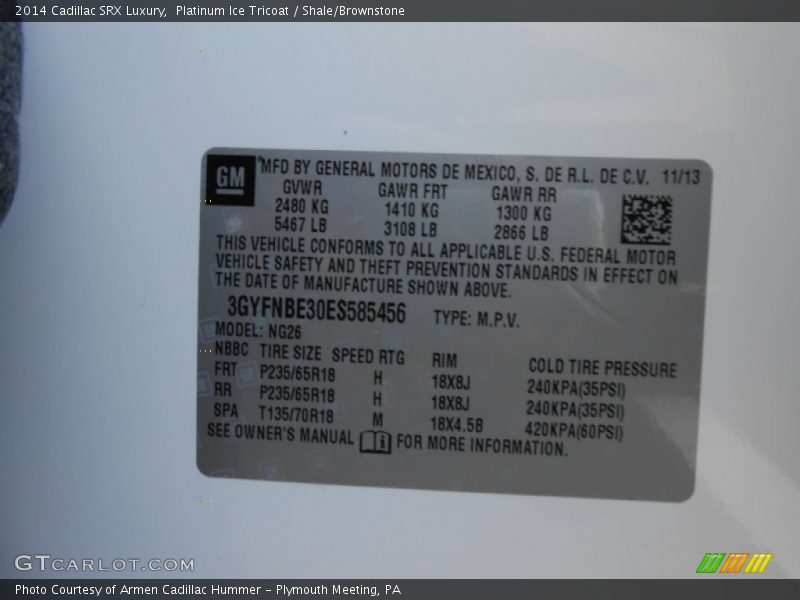 2014 Cadillac SRX Luxury,  Platinum Ice Tricoat / Shale/Brownstone
GM MFD BY GENERAL MOTORS DE MEXICO, S. DE R.L. DE C.V. 11/13
GVWR GAWR FRT GAWR RR
2480 KG 1410 KG 1300 KG
5467 LB 3108 LB 2866 LB
THIS VEHICLE CONFORMS TO ALL APPLICABLE U.S. FEDERAL MOTOR
VEHICLE SAFETY AND THEFT PREVENTION STANDARDS IN EFFECT ON
THE DATE OF MANUFACTURE SHOWN ABOVE.
3GYFNBE30ES585456 TYPE: M.P.V.
MODEL: NG26
NBBC TIRE SIZE SPEED RTG RIM COLD TIRE PRESSURE
FRT P235/65R18 H 18X8J 240KPA(35PSI)
RR P235/65R18 H 18X8J 240KPA(35PSI)
SPA T135/70R18 M 18X4.5B 420KPA(60PSI)
SEE OWNER'S MANUAL FOR MORE INFORMATION.
GTCARLOT.COM
Photo Courtesy of Armen Cadillac Hummer - Plymouth Meeting, PA